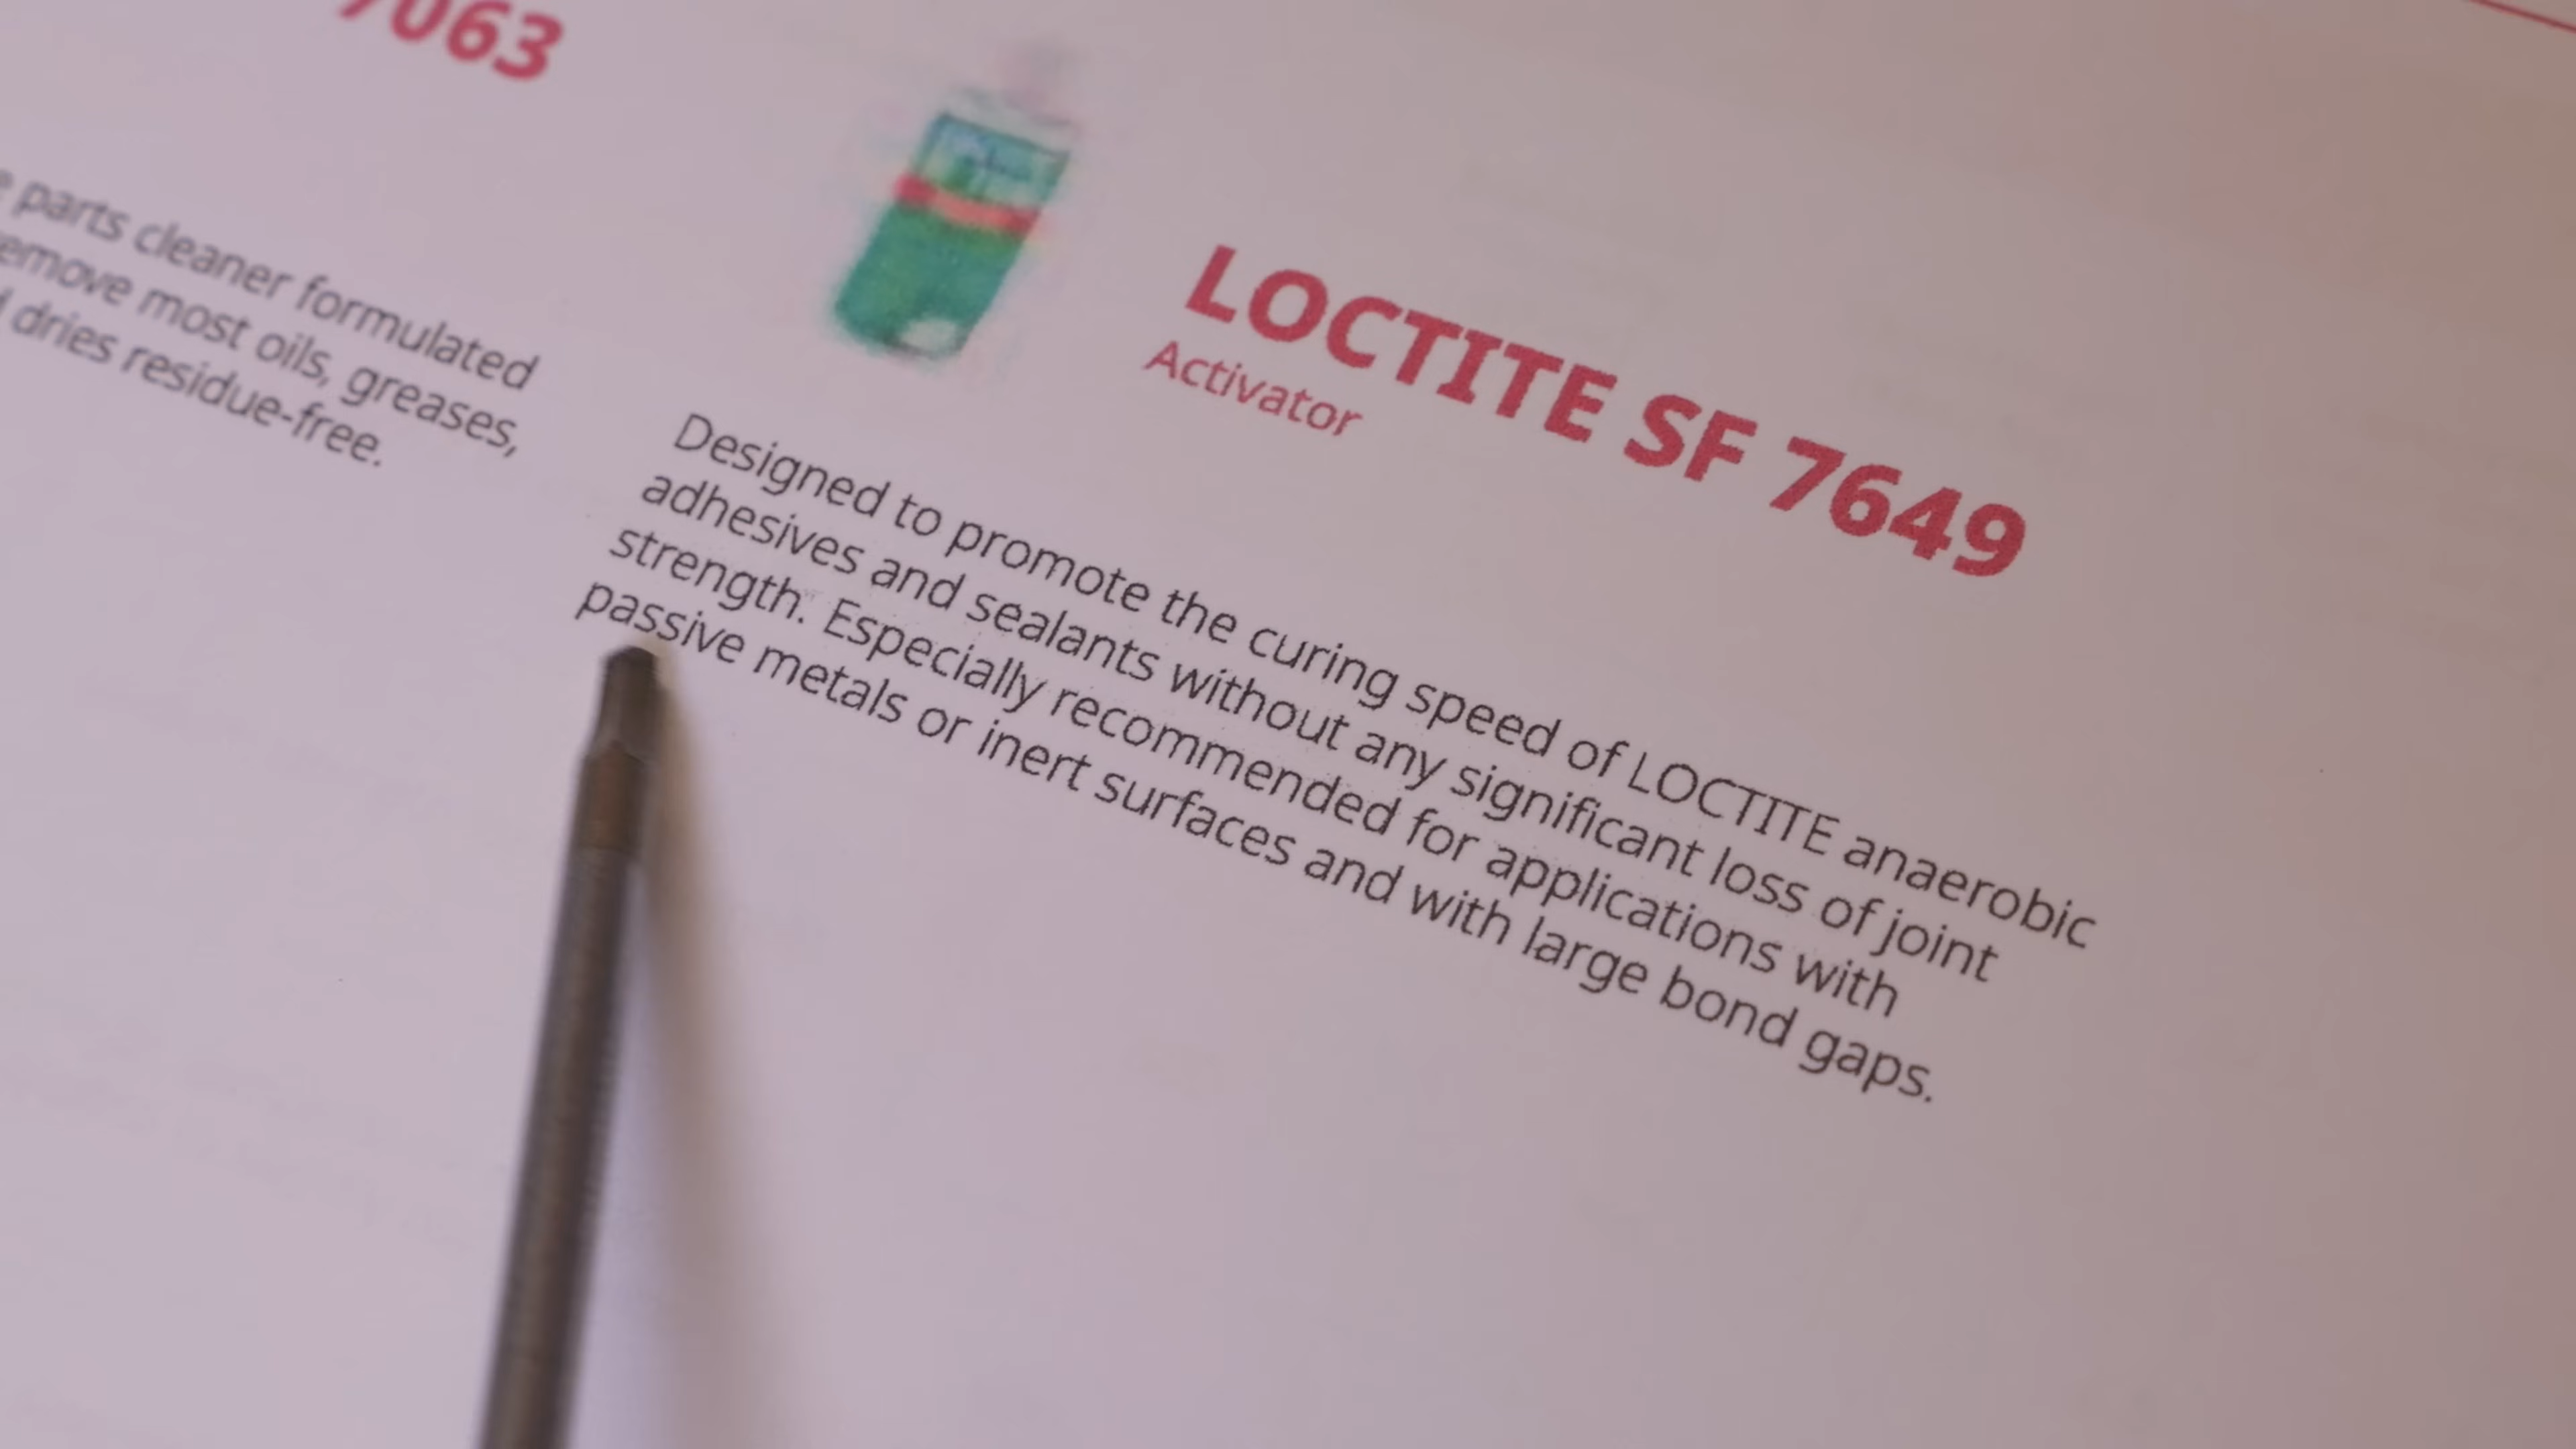 7063
parts cleaner formulated
remove most oils, greases,
dries residue-free.
LOCTITE SF 7649
Activator
Designed to promote the curing speed of LOCTITE anaerobic
adhesives and sealants without any significant loss of joint
strength. Especially recommended for applications with
passive metals or inert surfaces and with large bond gaps.